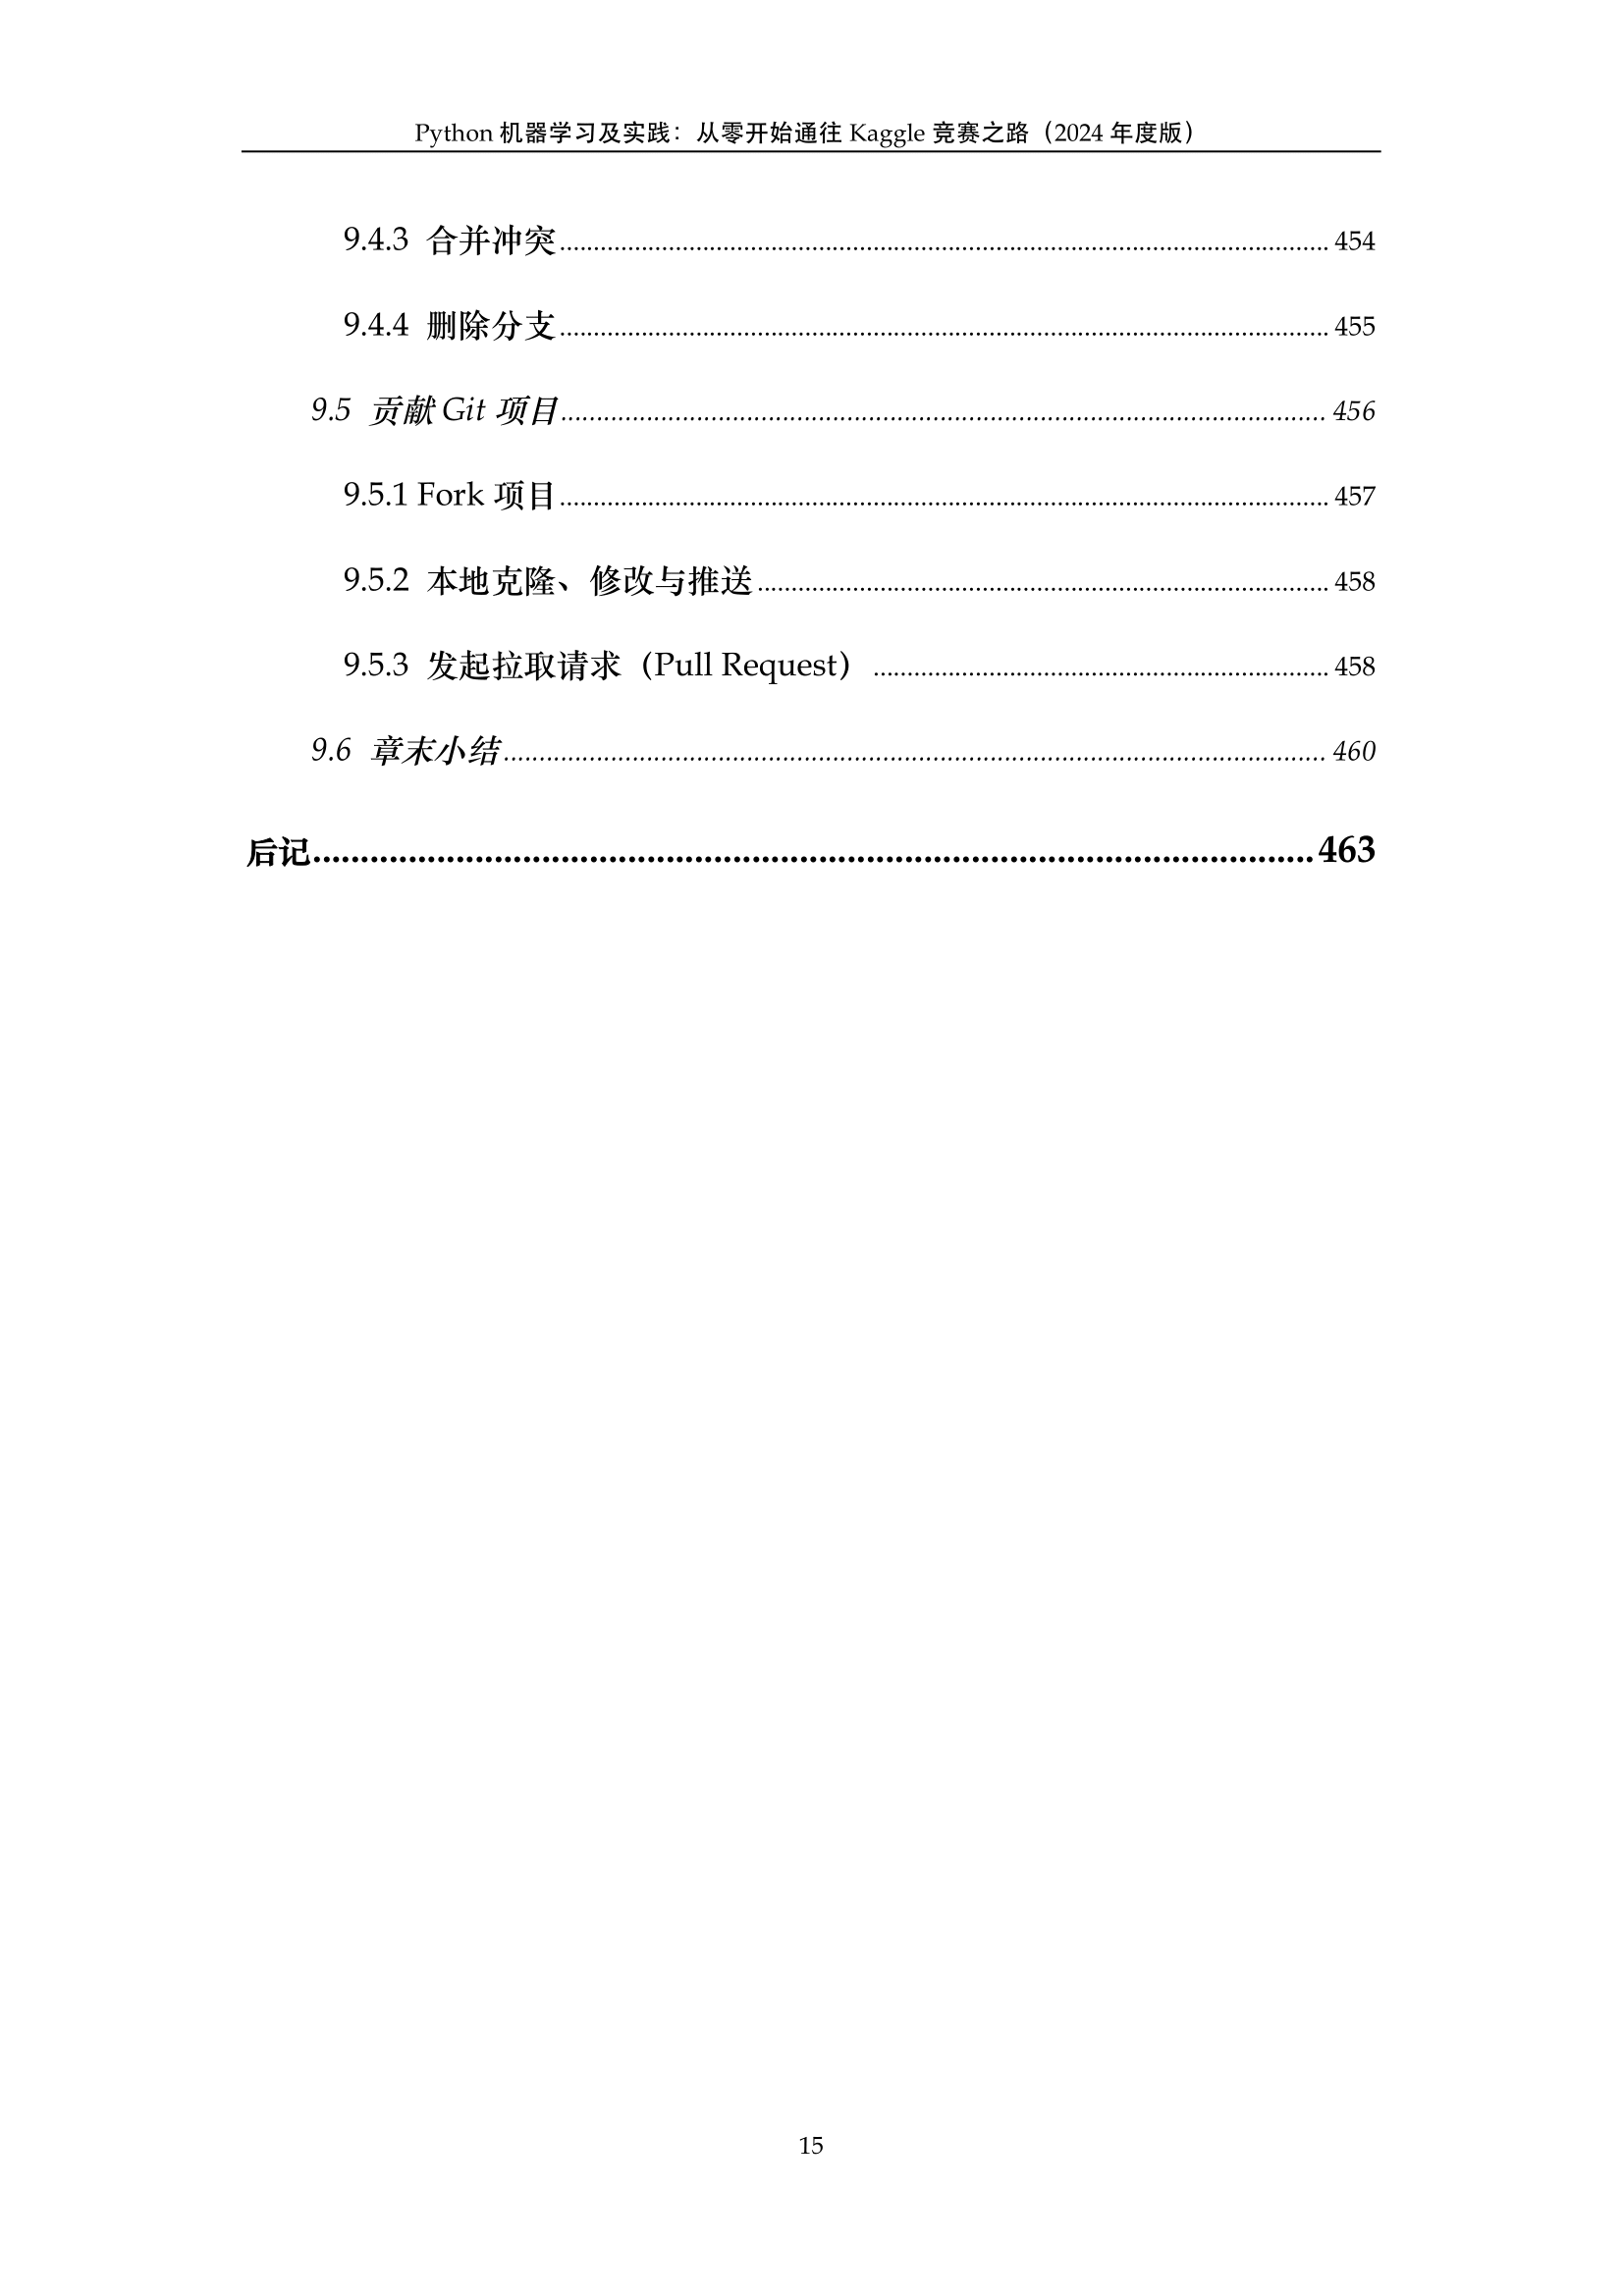 Python 机器学习及实践：从零开始通往 Kaggle 竞赛之路（2024 年度版）
9.4.3 合并冲突 454
9.4.4 删除分支 455
9.5 贡献 Git 项目 456
9.5.1 Fork 项目 457
9.5.2 本地克隆、修改与推送 458
9.5.3 发起拉取请求（Pull Request） 458
9.6 章末小结 460
后记 463
15